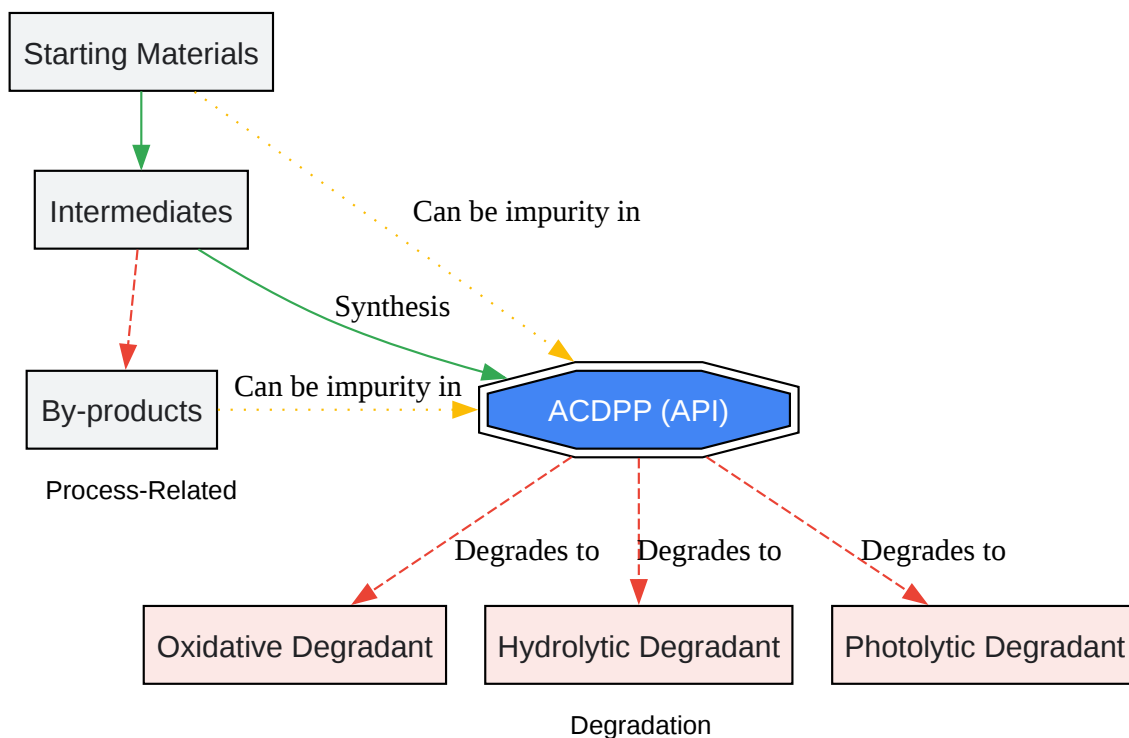 Starting Materials
Intermediates
Can be impurity in
Synthesis
By-products
Can be impurity in
ACDPP (API)
Process-Related
Degrades to
Degrades to
Degrades to
Oxidative Degradant
Hydrolytic Degradant
Photolytic Degradant
Degradation